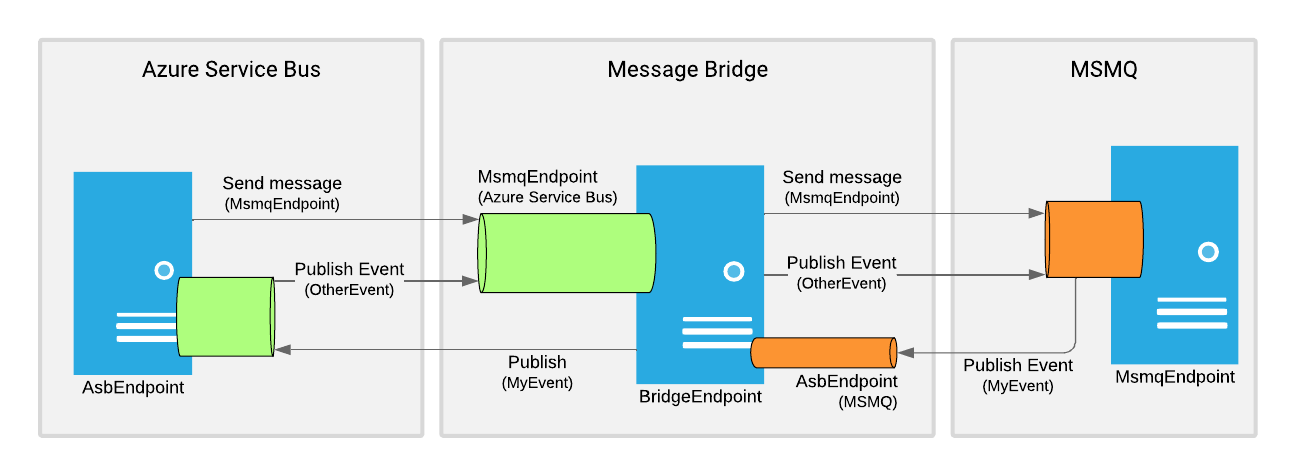 Azure Service Bus
Message Bridge
MSMQ
Send message
(MsmqEndpoint)
MsmqEndpoint
(Azure Service Bus)
Send message
(MsmqEndpoint)
Publish Event
(OtherEvent)
Publish Event
(OtherEvent)
Publish
(MyEvent)
Publish Event
(MyEvent)
AsbEndpoint
BridgeEndpoint
AsbEndpoint
(MSMQ)
MsmqEndpoint